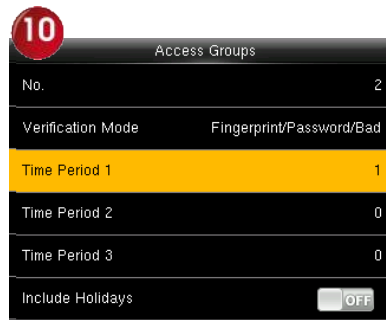 10
Access Groups
No. 2
Verification Mode Fingerprint/Password/Bad
Time Period 1 1
Time Period 2 0
Time Period 3 0
Include Holidays OFF